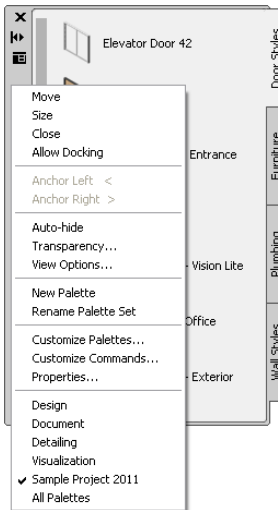 Elevator Door 42
Move
Size
Close
Allow Docking
Entrance
Anchor Left <
Anchor Right >
Auto-hide
Transparency...
View Options...
- Vision Lite
New Palette
Rename Palette Set
Office
Customize Palettes...
Customize Commands...
Properties...
- Exterior
Design
Document
Detailing
Visualization
✓ Sample Project 2011
All Palettes
Door Styles
Furniture
Plumbing
Wall Styles